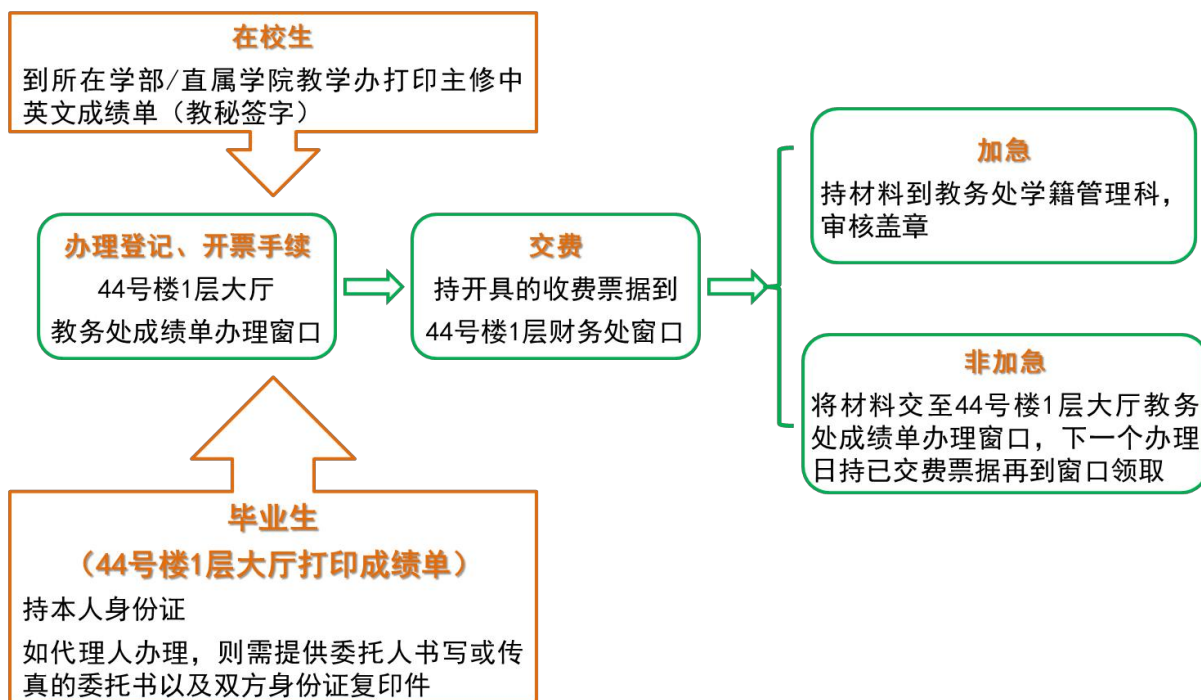 在校生
到所在学部/直属学院教学办打印主修中
英文成绩单（教秘签字）
办理登记、开票手续
44号楼1层大厅
教务处成绩单办理窗口
交费
持开具的收费票据到
44号楼1层财务处窗口
加急
持材料到教务处学籍管理科，
审核盖章
非加急
将材料交至44号楼1层大厅教务
处成绩单办理窗口，下一个办理
日持已交费票据再到窗口领取
毕业生
（44号楼1层大厅打印成绩单）
持本人身份证
如代理人办理，则需提供委托人书写或传
真的委托书以及双方身份证复印件